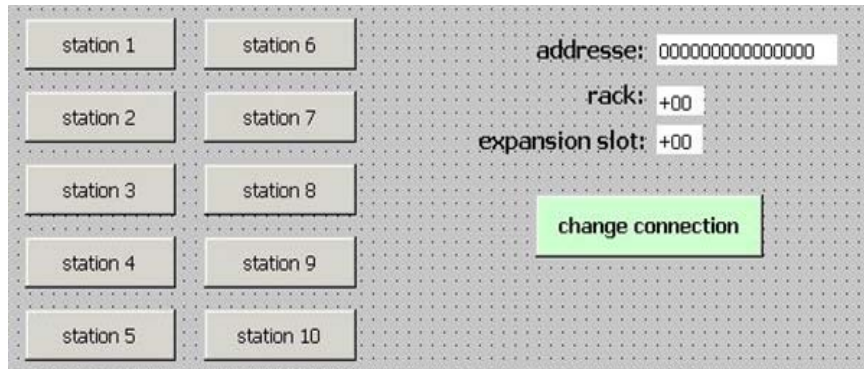 station 1
station 6
station 2
station 7
station 3
station 8
station 4
station 9
station 5
station 10
addresse: 000000000000000
rack: +00
expansion slot: +00
change connection